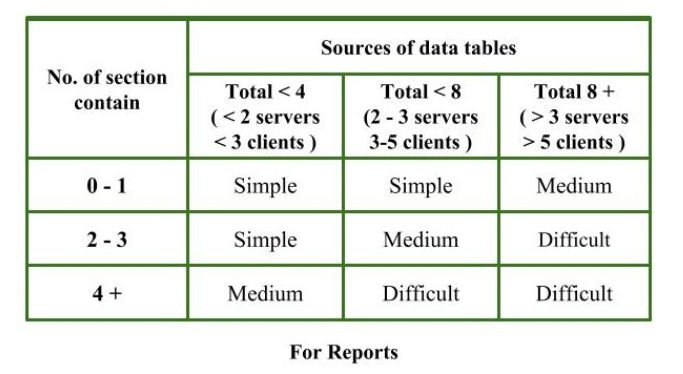 Sources of data tables
No. of section
contain
Total < 4
( < 2 servers
< 3 clients )
Total < 8
(2 - 3 servers
3-5 clients )
Total 8 +
( > 3 servers
> 5 clients )
0 - 1
Simple
Simple
Medium
2 - 3
Simple
Medium
Difficult
4 +
Medium
Difficult
Difficult
For Reports